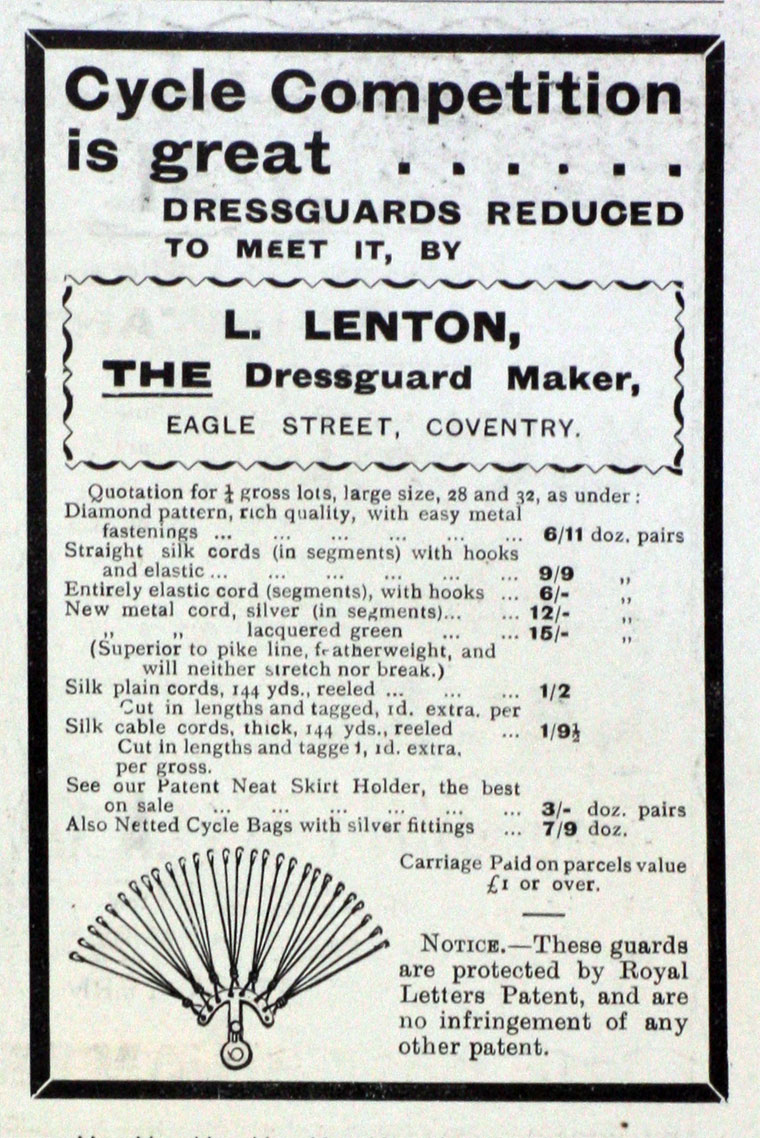 Cycle Competition
is great . . . . . .
DRESSGUARDS REDUCED
TO MEET IT, BY
L. LENTON,
THE Dressguard Maker,
EAGLE STREET, COVENTRY.
Quotation for ½ gross lots, large size, 28 and 32, as under :
Diamond pattern, rich quality, with easy metal
fastenings ... ... ... ... ... ... 6/11 doz. pairs
Straight silk cords (in segments) with hooks
and elastic ... ... ... ... ... ... 9/9 „
Entirely elastic cord (segments), with hooks ... 6/- „
New metal cord, silver (in segments)... ... 12/- „
„ „ lacquered green ... ... 15/- „
(Superior to pike line, featherweight, and
will neither stretch nor break.)
Silk plain cords, 144 yds., reeled ... ... ... 1/2
Cut in lengths and tagged, 1d. extra. per
Silk cable cords, thick, 144 yds., reeled ... 1/9½
Cut in lengths and tagge1, 1d. extra,
per gross.
See our Patent Neat Skirt Holder, the best
on sale ... ... ... ... ... ... 3/- doz. pairs
Also Netted Cycle Bags with silver fittings ... 7/9 doz.
Carriage Paid on parcels value
£1 or over.
NOTICE.—These guards
are protected by Royal
Letters Patent, and are
no infringement of any
other patent.